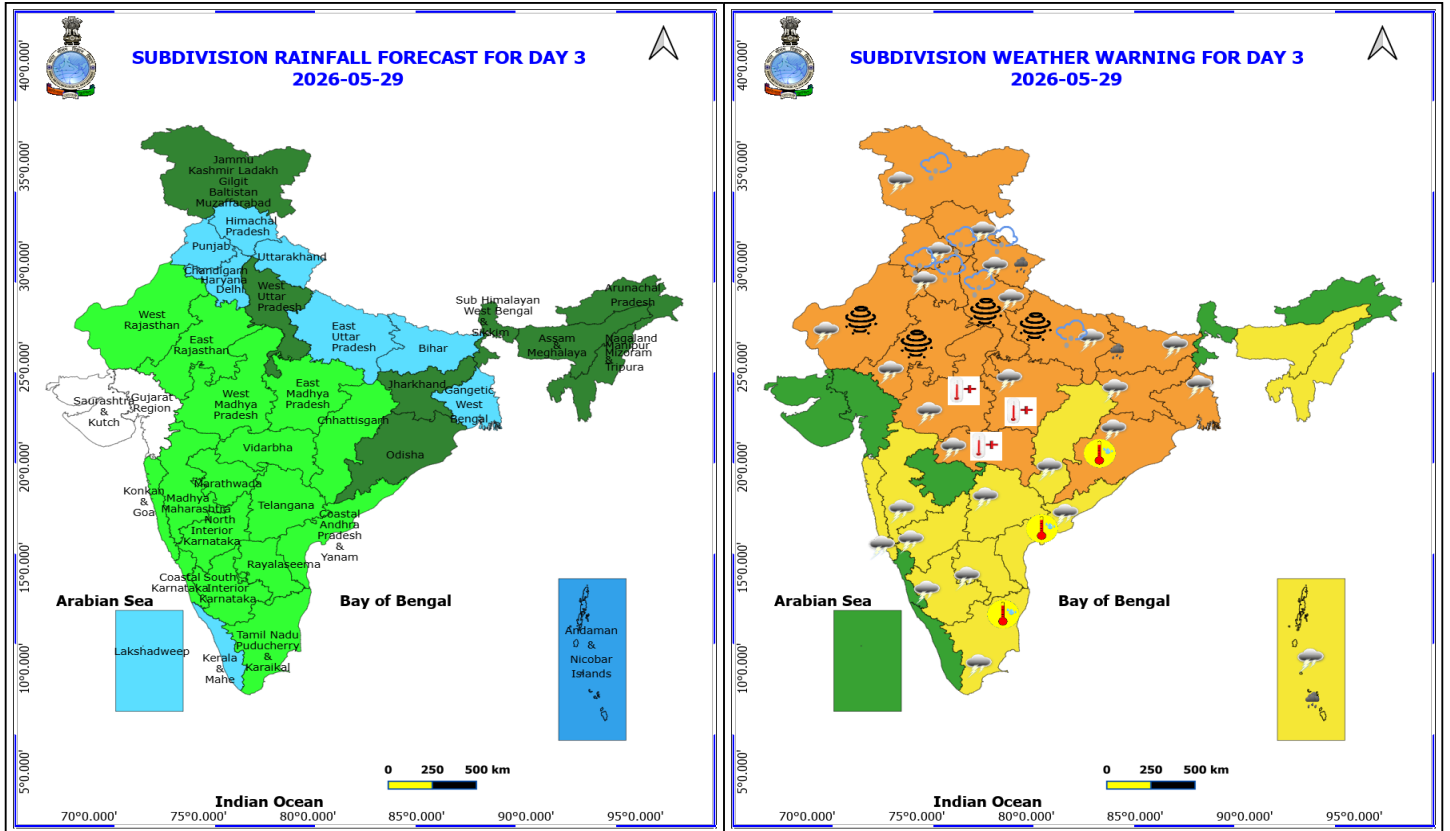 SUBDIVISION RAINFALL FORECAST FOR DAY 3
2026-05-29
40°0.000'
35°0.000'
30°0.000'
25°0.000'
20°0.000'
15°0.000'
10°0.000'
5°0.000'
Jammu
Kashmir Ladakh
Gilgit
Baltistan
Muzaffarabad
Himachal
Pradesh
Punjab
Uttarakhand
Chandigarh
Haryana
Delhi
West
Uttar
Pradesh
Arunachal
Pradesh
Sub Himalayan
West Bengal
&
Sikkim
West
Rajasthan
East
Rajasthan
East
Uttar
Pradesh
Bihar
Assam
&
Meghalaya
Nagaland
Manipur
Mizoram
&
Tripura
Jharkhand
Gangetic
West
Bengal
Saurashtra
&
Kutch
Gujarat
Region
West
Madhya
Pradesh
East
Madhya
Pradesh
Chhattisgarh
Vidarbha
Odisha
Konkan
&
Goa
Marathwada
Madhya
Maharashtra
North
Interior
Karnataka
Telangana
Coastal
Andhra
Pradesh
&
Yanam
Rayalaseema
Coastal
Karnataka
South
Interior
Karnataka
Arabian Sea
Bay of Bengal
Lakshadweep
Kerala
&
Mahe
Tamil Nadu
Puducherry
&
Karaikal
Andaman
&
Nicobar
Islands
0 250 500 km
Indian Ocean
70°0.000' 75°0.000' 80°0.000' 85°0.000' 90°0.000' 95°0.000'
SUBDIVISION WEATHER WARNING FOR DAY 3
2026-05-29
40°0.000'
35°0.000'
30°0.000'
25°0.000'
20°0.000'
15°0.000'
10°0.000'
5°0.000'
Arabian Sea
Bay of Bengal
0 250 500 km
Indian Ocean
70°0.000' 75°0.000' 80°0.000' 85°0.000' 90°0.000' 95°0.000'